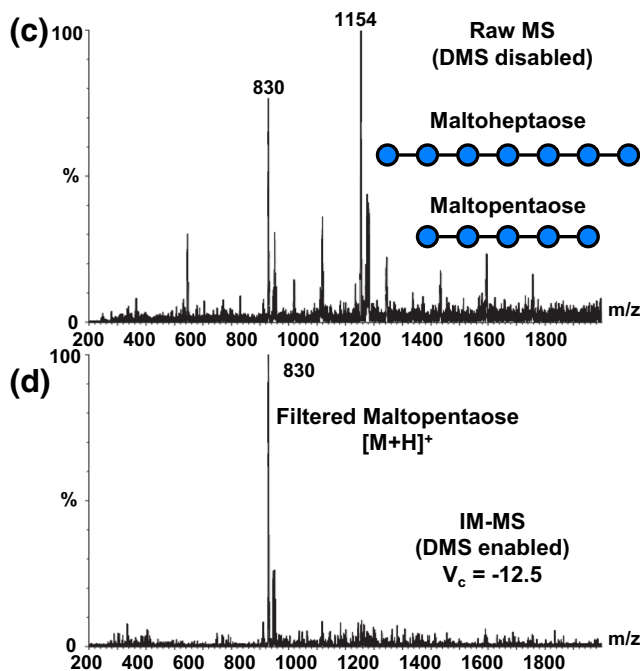 (c)
100
1154
830
Raw MS
(DMS disabled)
Maltoheptaose
Maltopentaose
%
0
200 400 600 800 1000 1200 1400 1600 1800 m/z
(d)
100
830
Filtered Maltopentaose
[M+H]+
%
IM-MS
(DMS enabled)
Vc = -12.5
0
200 400 600 800 1000 1200 1400 1600 1800 m/z